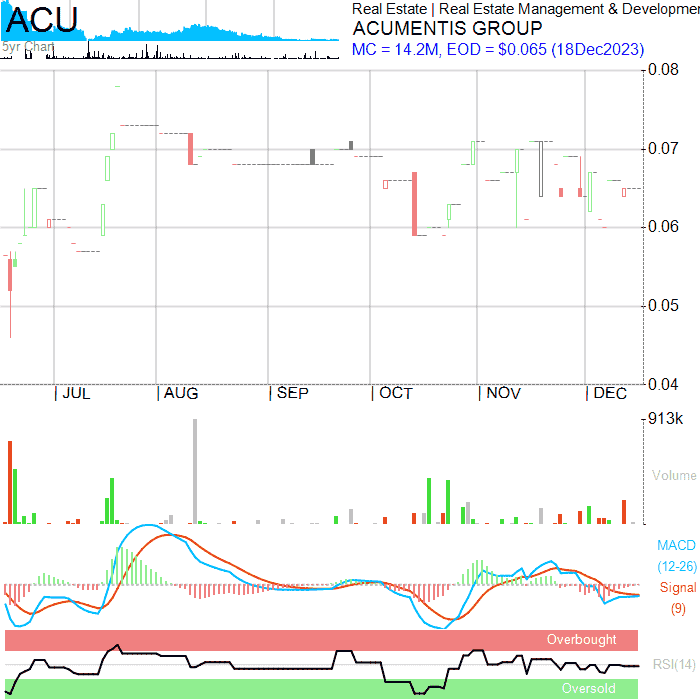 ACU
5yr Chart
Real Estate | Real Estate Management & Developmen
ACUMENTIS GROUP
MC = 14.2M, EOD = $0.065 (18Dec2023)
0.08
0.07
0.06
0.05
0.04
| JUL | AUG | SEP | OCT | NOV | DEC
913k
Volume
MACD
(12-26)
Signal
(9)
Overbought
RSI(14)
Oversold